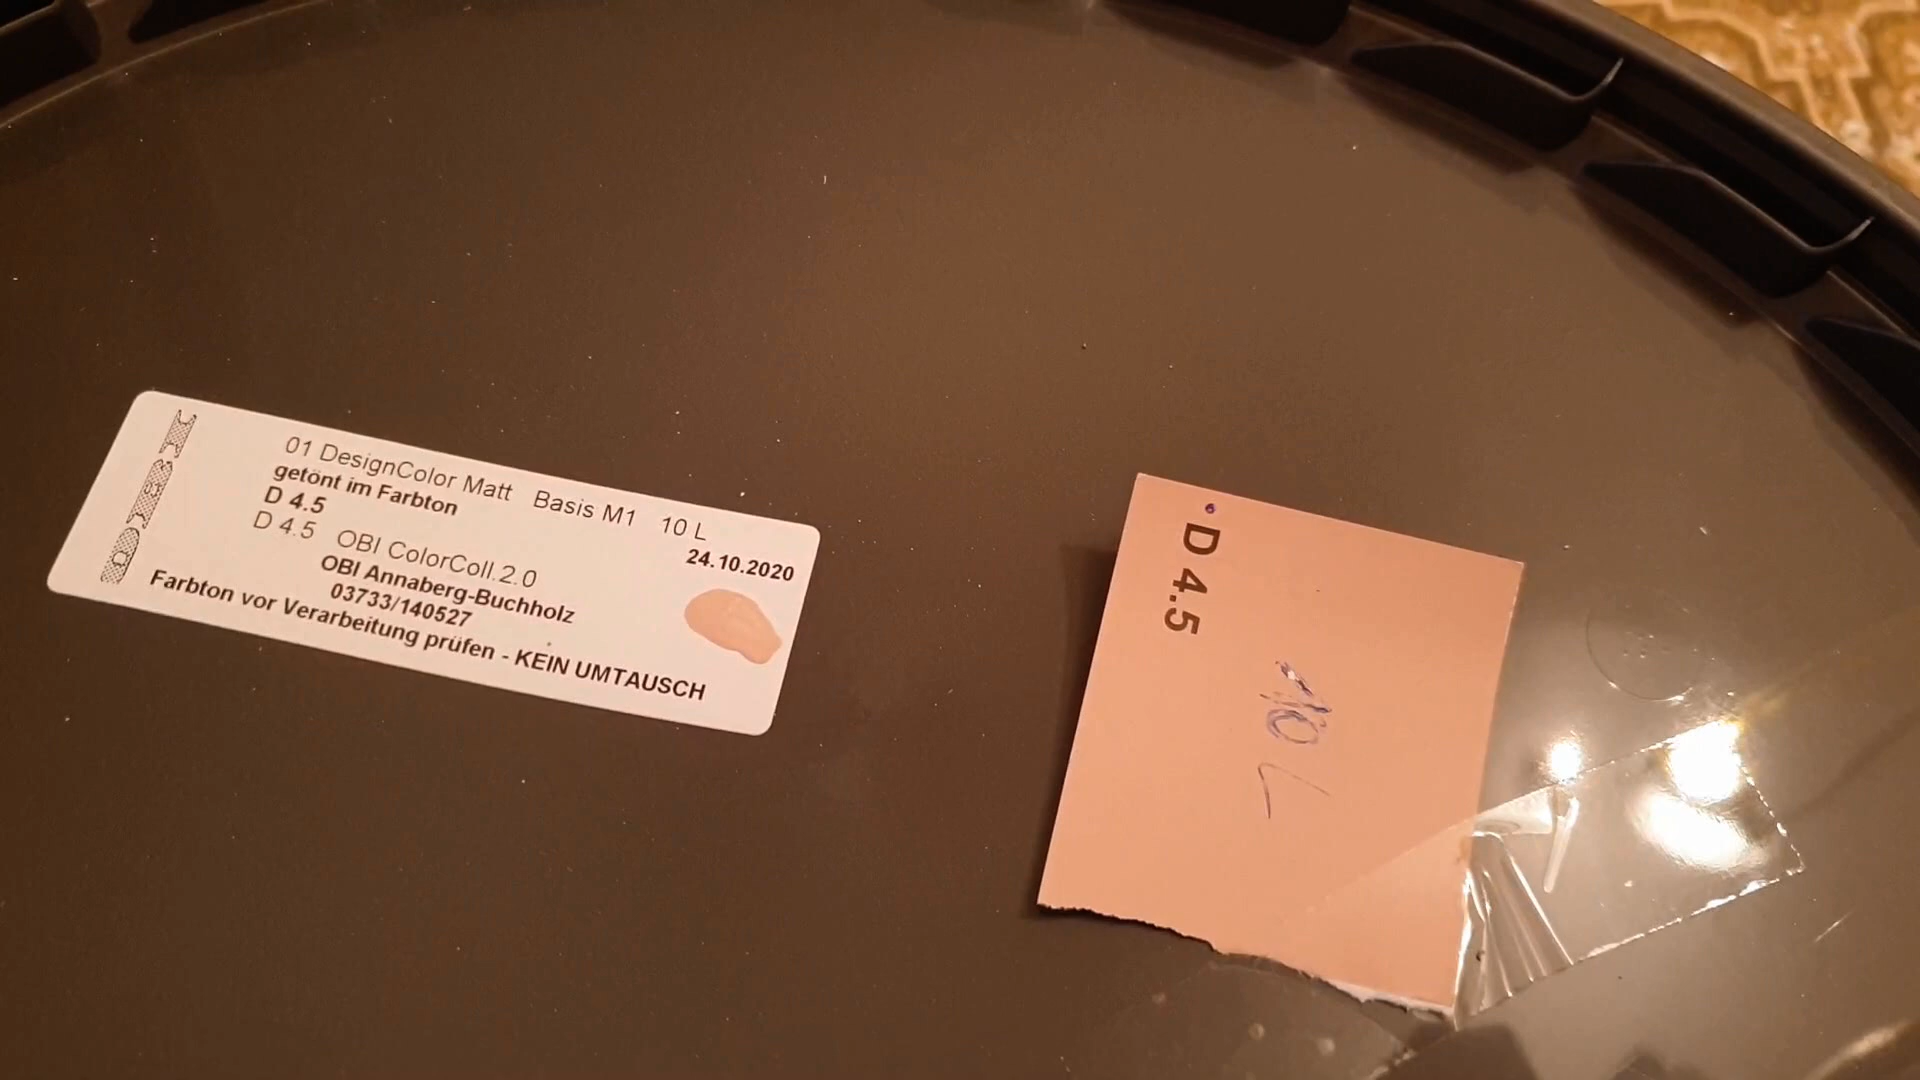 01 DesignColor Matt Basis M1 10 L
getönt im Farbton
D 4.5 24.10.2020
D 4.5 OBI ColorColl.2.0
OBI Annaberg-Buchholz
03733/140527
Farbton vor Verarbeitung prüfen - KEIN UMTAUSCH
D 4.5
10 L